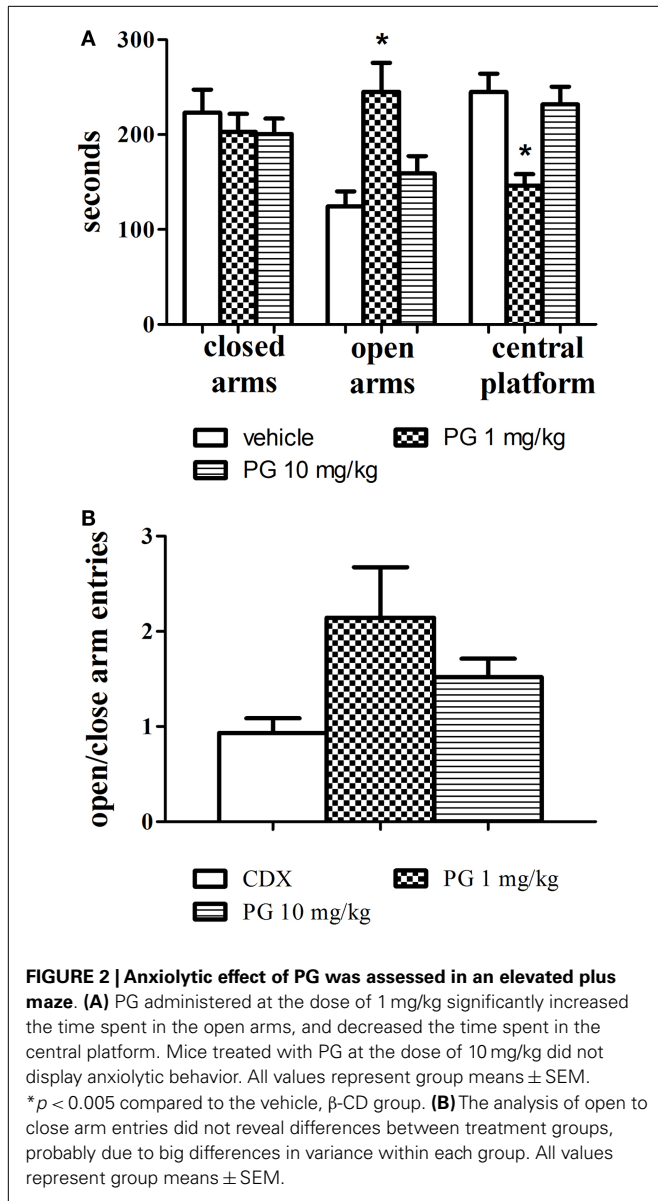 A
300
200
100
0
seconds
*
*
closed arms
open arms
central platform
vehicle
PG 1 mg/kg
PG 10 mg/kg
B
3
2
1
0
open/close arm entries
CDX
PG 1 mg/kg
PG 10 mg/kg
FIGURE 2 | Anxiolytic effect of PG was assessed in an elevated plus
maze. (A) PG administered at the dose of 1 mg/kg significantly increased
the time spent in the open arms, and decreased the time spent in the
central platform. Mice treated with PG at the dose of 10 mg/kg did not
display anxiolytic behavior. All values represent group means ± SEM.
*p < 0.005 compared to the vehicle, β-CD group. (B) The analysis of open to
close arm entries did not reveal differences between treatment groups,
probably due to big differences in variance within each group. All values
represent group means ± SEM.